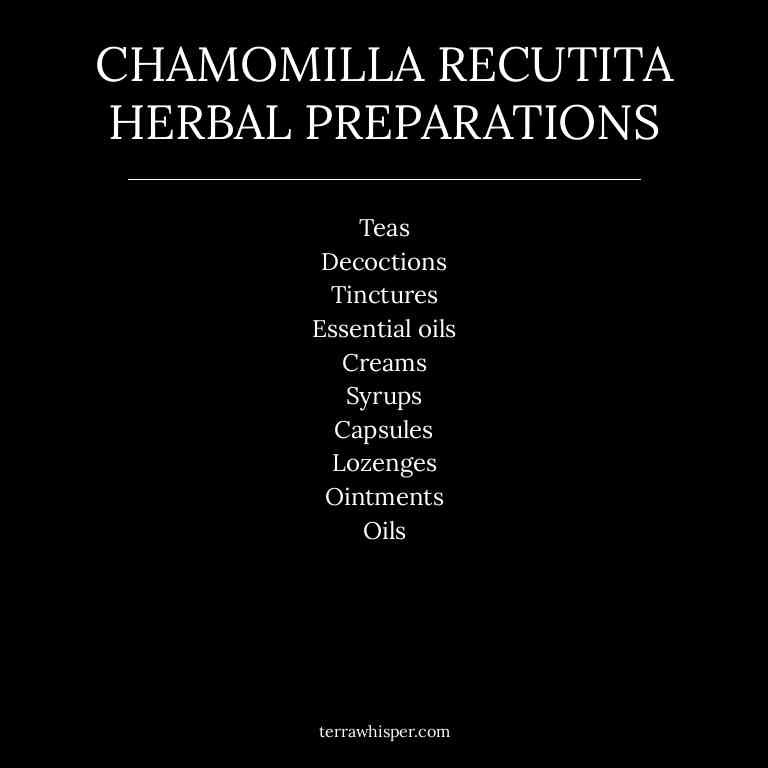 CHAMOMILLA RECUTITA
HERBAL PREPARATIONS
Teas
Decoctions
Tinctures
Essential oils
Creams
Syrups
Capsules
Lozenges
Ointments
Oils
terrawhisper.com